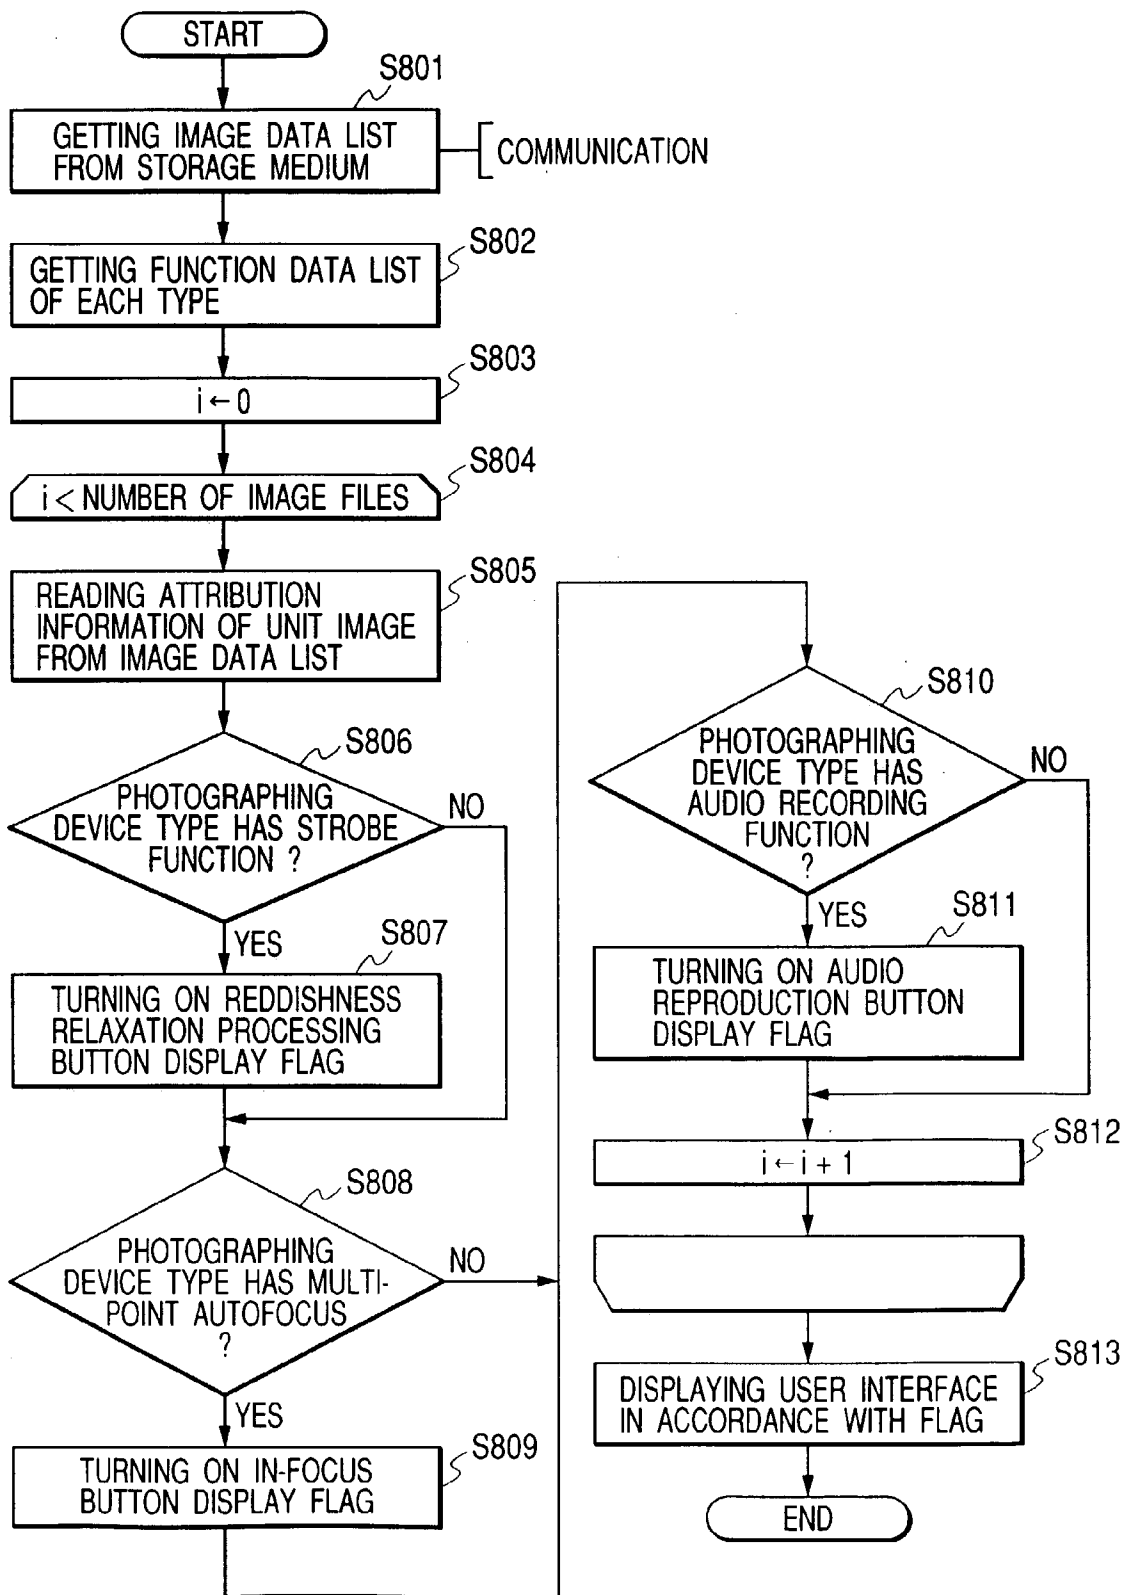 START
S801
GETTING IMAGE DATA LIST
FROM STORAGE MEDIUM
COMMUNICATION
S802
GETTING FUNCTION DATA LIST
OF EACH TYPE
S803
i ← 0
S804
i < NUMBER OF IMAGE FILES
S805
READING ATTRIBUTION
INFORMATION OF UNIT IMAGE
FROM IMAGE DATA LIST
S806
PHOTOGRAPHING
DEVICE TYPE HAS STROBE
FUNCTION ?
NO
YES
S807
TURNING ON REDDISHNESS
RELAXATION PROCESSING
BUTTON DISPLAY FLAG
S808
PHOTOGRAPHING
DEVICE TYPE HAS MULTI-
POINT AUTOFOCUS
?
NO
YES
S809
TURNING ON IN-FOCUS
BUTTON DISPLAY FLAG
S810
PHOTOGRAPHING
DEVICE TYPE HAS
AUDIO RECORDING
FUNCTION
?
NO
YES
S811
TURNING ON AUDIO
REPRODUCTION BUTTON
DISPLAY FLAG
S812
i ← i + 1
S813
DISPLAYING USER INTERFACE
IN ACCORDANCE WITH FLAG
END